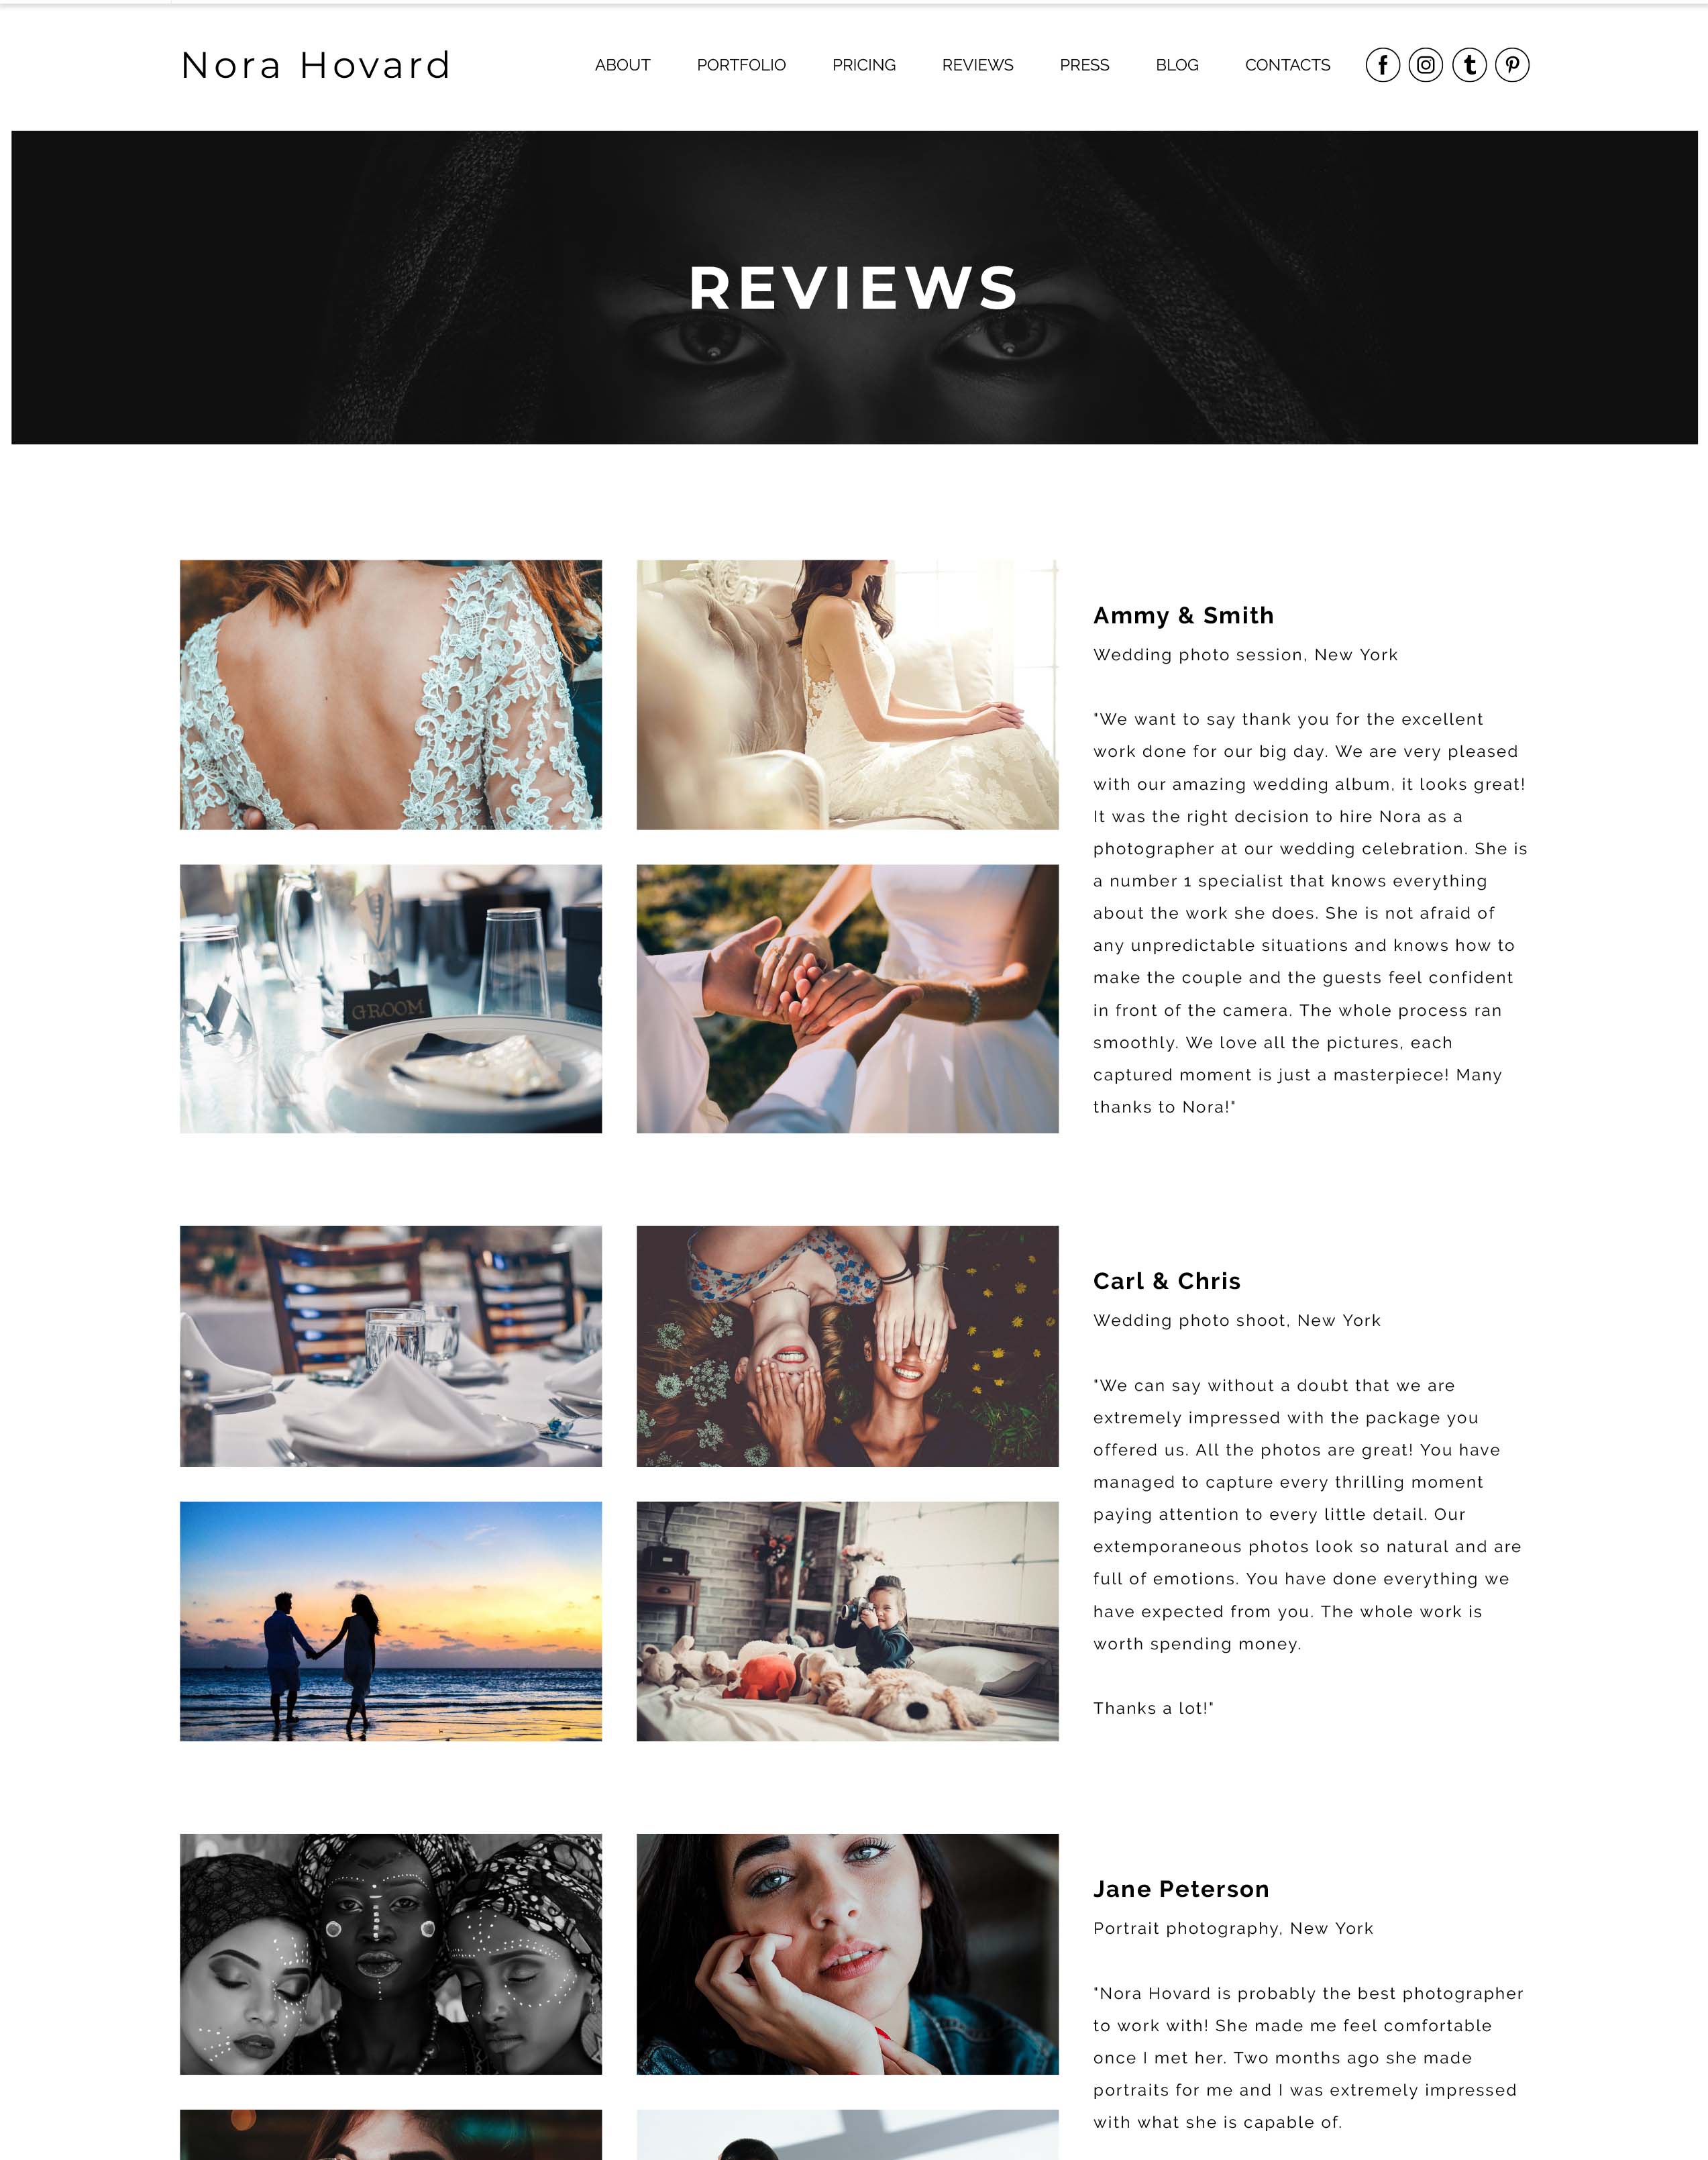 Nora Hovard
ABOUT PORTFOLIO PRICING REVIEWS PRESS BLOG CONTACTS
REVIEWS
Ammy & Smith
Wedding photo session, New York
"We want to say thank you for the excellent
work done for our big day. We are very pleased
with our amazing wedding album, it looks great!
It was the right decision to hire Nora as a
photographer at our wedding celebration. She is
a number 1 specialist that knows everything
about the work she does. She is not afraid of
any unpredictable situations and knows how to
make the couple and the guests feel confident
in front of the camera. The whole process ran
smoothly. We love all the pictures, each
captured moment is just a masterpiece! Many
thanks to Nora!"
GROOM
Carl & Chris
Wedding photo shoot, New York
"We can say without a doubt that we are
extremely impressed with the package you
offered us. All the photos are great! You have
managed to capture every thrilling moment
paying attention to every little detail. Our
extemporaneous photos look so natural and are
full of emotions. You have done everything we
have expected from you. The whole work is
worth spending money.
Thanks a lot!"
Jane Peterson
Portrait photography, New York
"Nora Hovard is probably the best photographer
to work with! She made me feel comfortable
once I met her. Two months ago she made
portraits for me and I was extremely impressed
with what she is capable of.